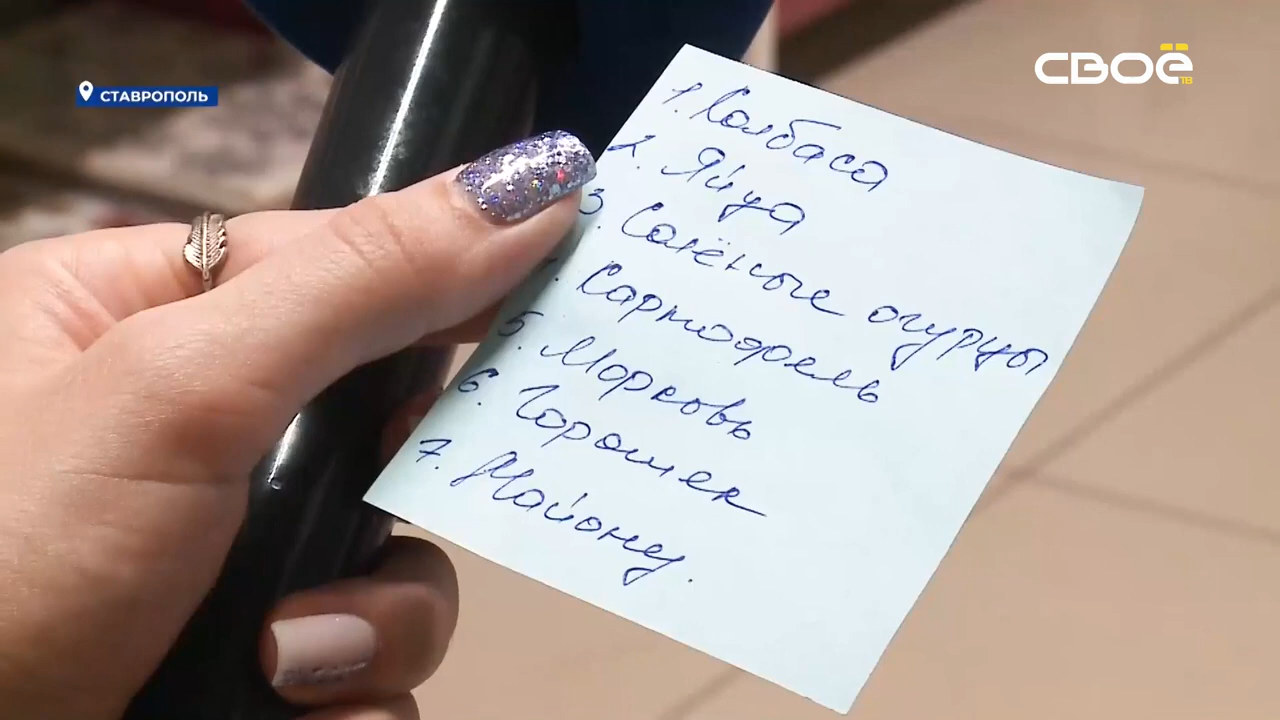 СТАВРОПОЛЬ
СВОЁ
ТВ
1. Колбаса
2. Яйца
3. Солёные огурцы
4. Картофель
5. Морковь
6. Горошек
7. Майонез.